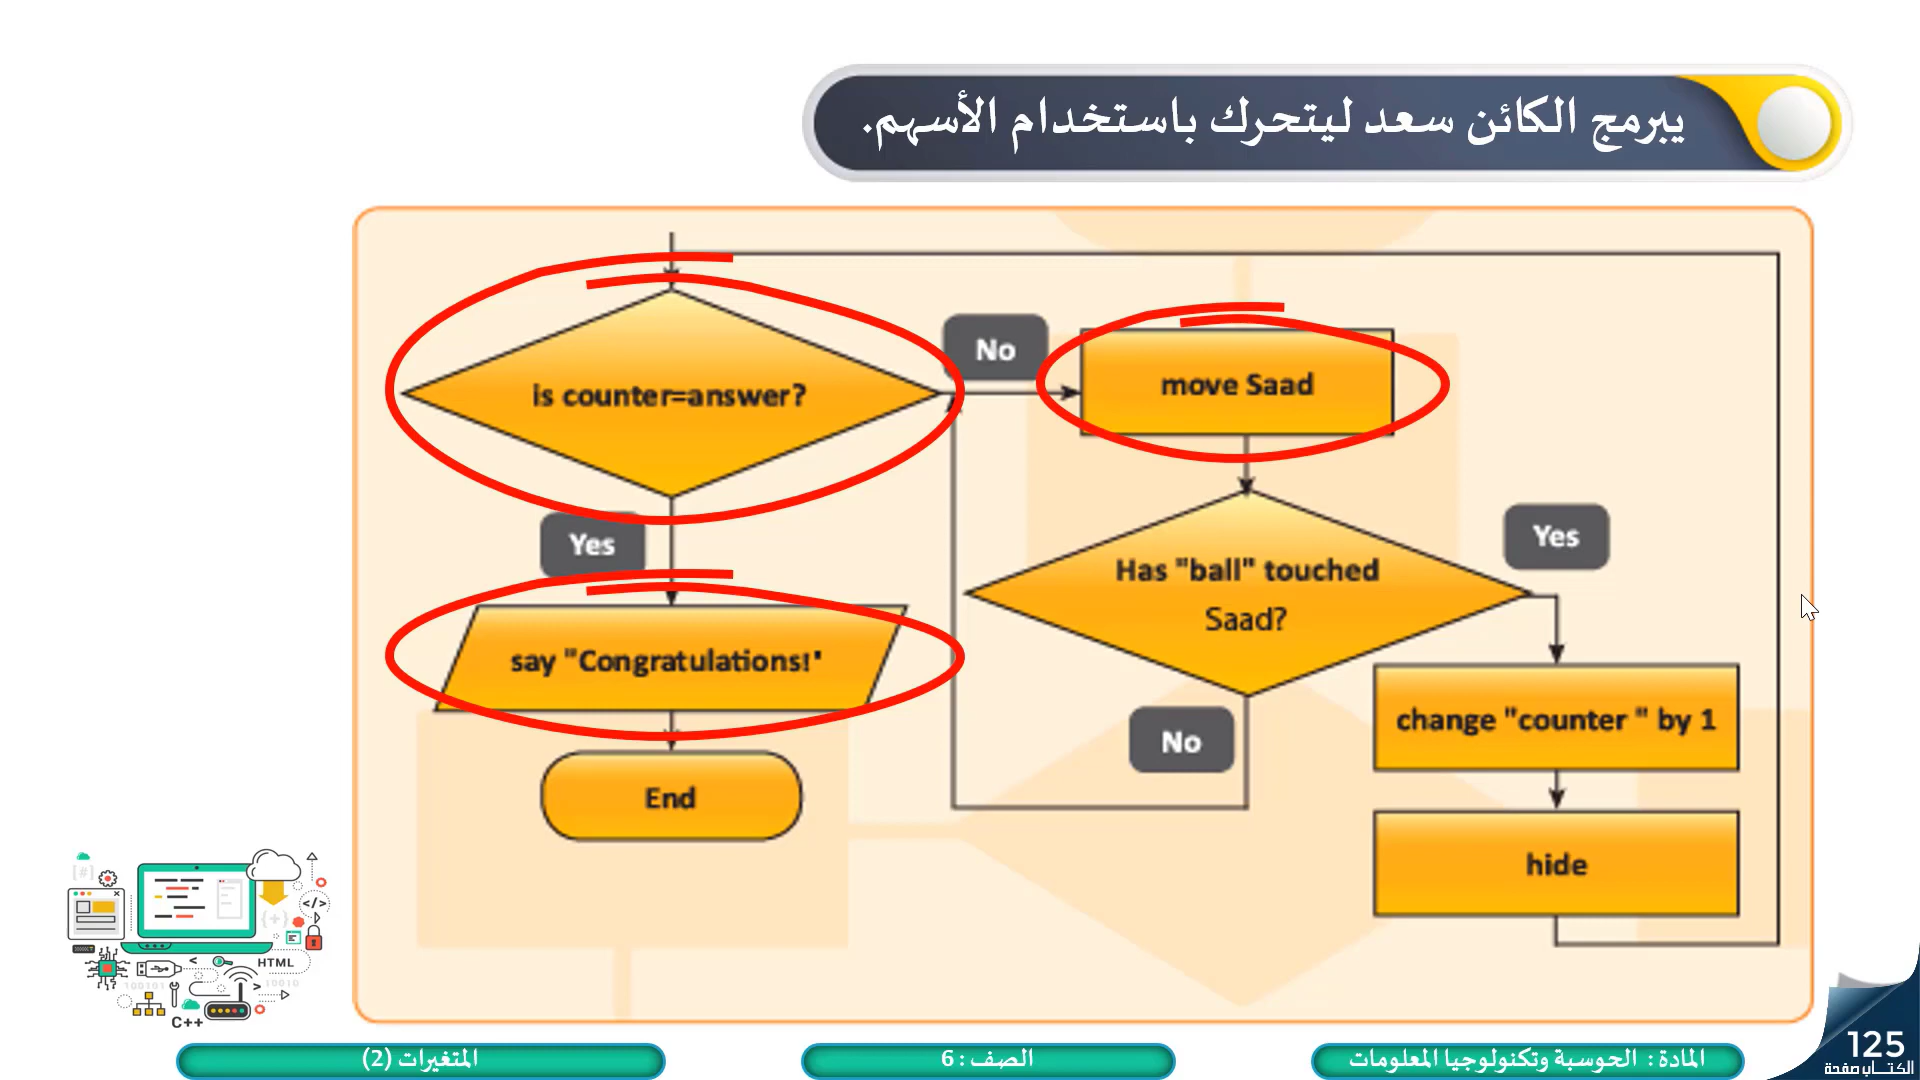 يبرمج الكائن سعد ليتحرك باستخدام الأسهم.
is counter=answer?
No
move Saad
Yes
Has "ball" touched
Saad?
Yes
say "Congratulations!"
No
change "counter " by 1
End
hide
HTML
C++
</>
{#}
{+}
100101
10010
المادة : الحوسبة وتكنولوجيا المعلومات
الصف : 6
المتغيرات (2)
125
الكتاب صفحة